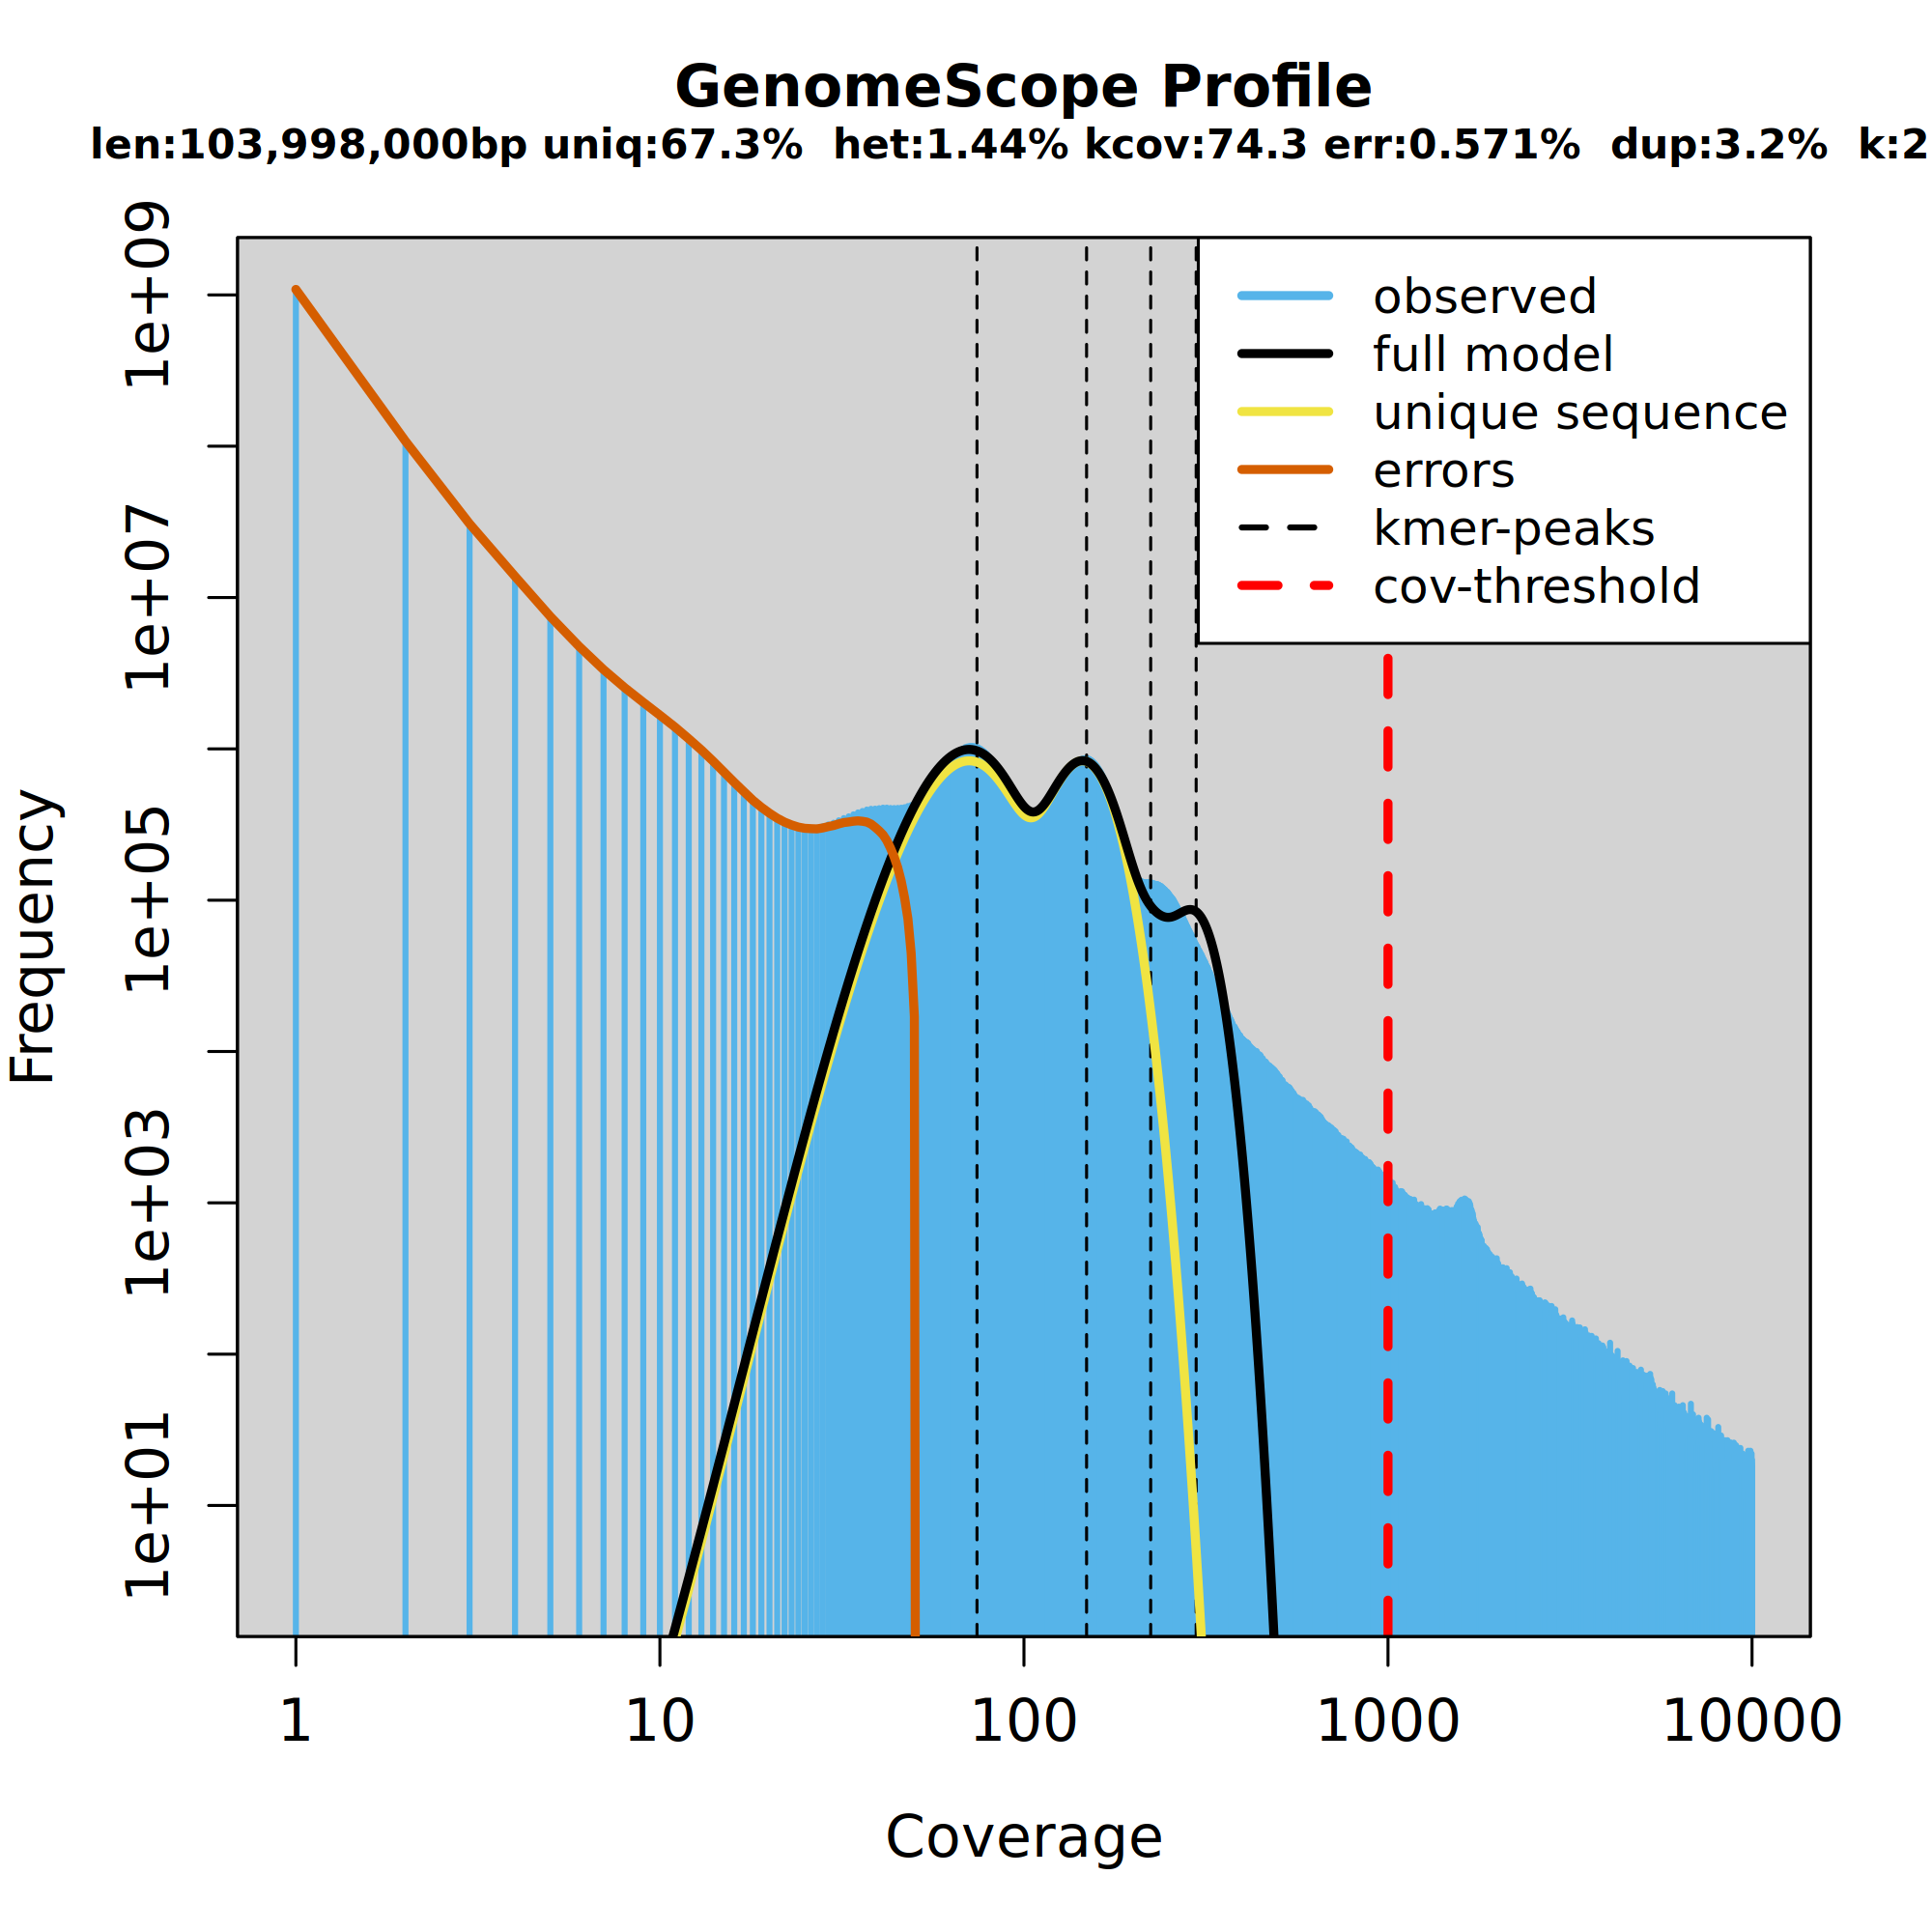 GenomeScope Profile
len:103,998,000bp uniq:67.3% het:1.44% kcov:74.3 err:0.571% dup:3.2% k:2
observed
full model
unique sequence
errors
kmer-peaks
cov-threshold
Frequency
1e+09
1e+07
1e+05
1e+03
1e+01
1 10 100 1000 10000
Coverage